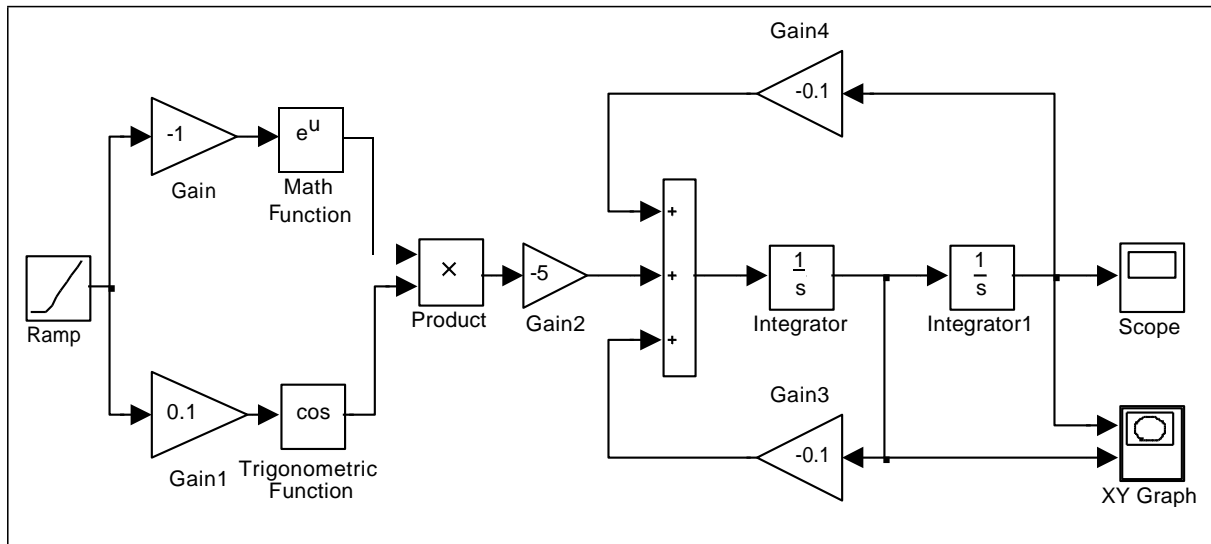 Gain4
-0.1
-1
e^u
Gain
Math
Function
+
Ramp
×
Product
-5
Gain2
+
1
s
Integrator
1
s
Integrator1
Scope
+
0.1
Gain1
cos
Trigonometric
Function
Gain3
-0.1
XY Graph